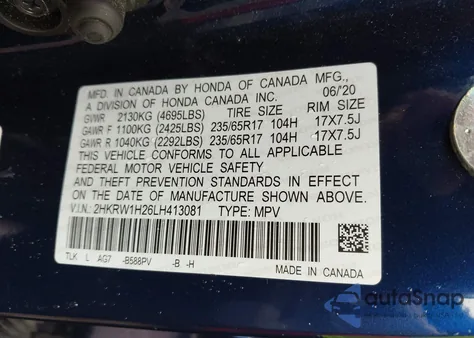 MFD. IN CANADA BY HONDA OF CANADA MFG.,
A DIVISION OF HONDA CANADA INC. 06/'20
GVWR 2130KG (4695LBS) TIRE SIZE RIM SIZE
GAWR F 1100KG (2425LBS) 235/65R17 104H 17X7.5J
GAWR R 1040KG (2292LBS) 235/65R17 104H 17X7.5J
THIS VEHICLE CONFORMS TO ALL APPLICABLE
FEDERAL MOTOR VEHICLE SAFETY
AND THEFT PREVENTION STANDARDS IN EFFECT
ON THE DATE OF MANUFACTURE SHOWN ABOVE.
V.I.N.: 2HKRW1H26LH413081 TYPE: MPV
TLK L AG7 -B588PV -B -H
MADE IN CANADA
autoSnap